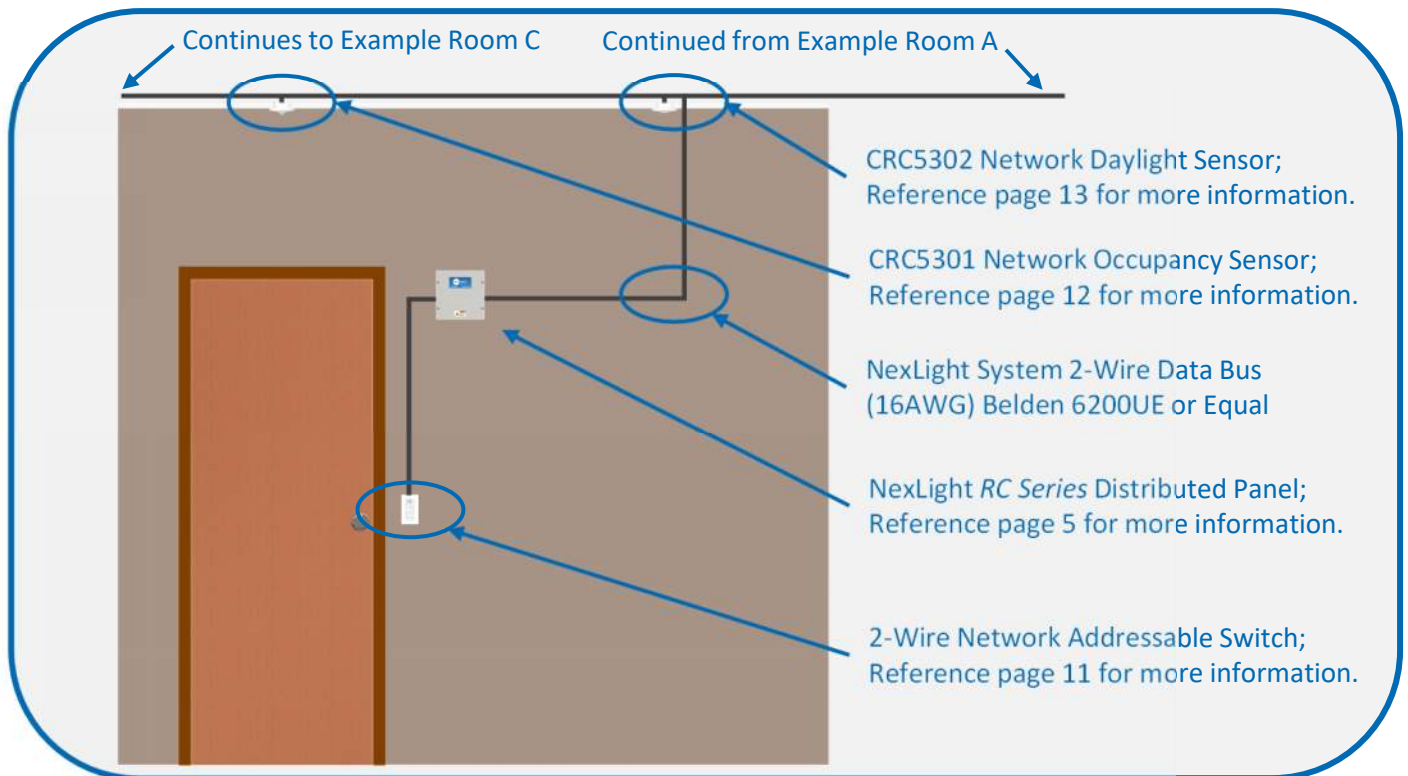 Continues to Example Room C
Continued from Example Room A
CRC5302 Network Daylight Sensor;
Reference page 13 for more information.
CRC5301 Network Occupancy Sensor;
Reference page 12 for more information.
NexLight System 2-Wire Data Bus
(16AWG) Belden 6200UE or Equal
NexLight RC Series Distributed Panel;
Reference page 5 for more information.
2-Wire Network Addressable Switch;
Reference page 11 for more information.